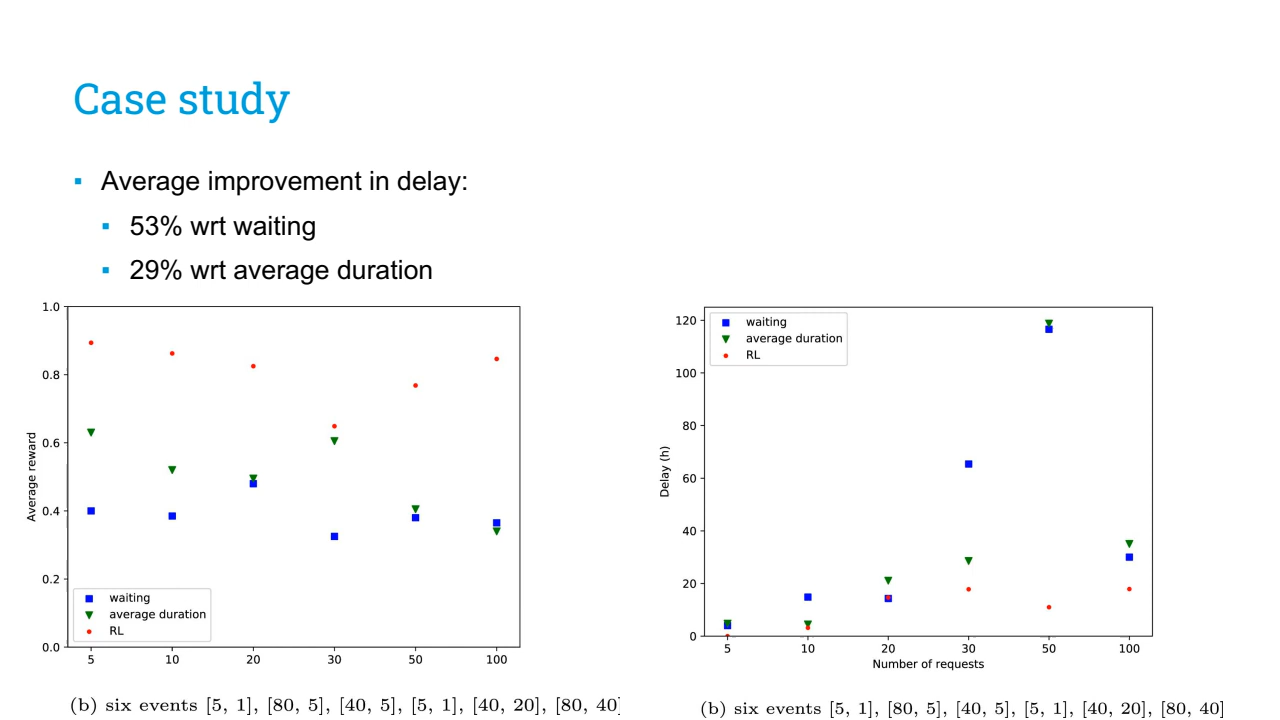 Case study
Average improvement in delay:
53% wrt waiting
29% wrt average duration
1.0
0.8
0.6
0.4
0.2
0.0
Average reward
waiting
average duration
RL
5 10 20 30 50 100
(b) six events [5, 1], [80, 5], [40, 5], [5, 1], [40, 20], [80, 40]
120
100
80
60
40
20
0
Delay (h)
waiting
average duration
RL
5 10 20 30 50 100
Number of requests
(b) six events [5, 1], [80, 5], [40, 5], [5, 1], [40, 20], [80, 40]